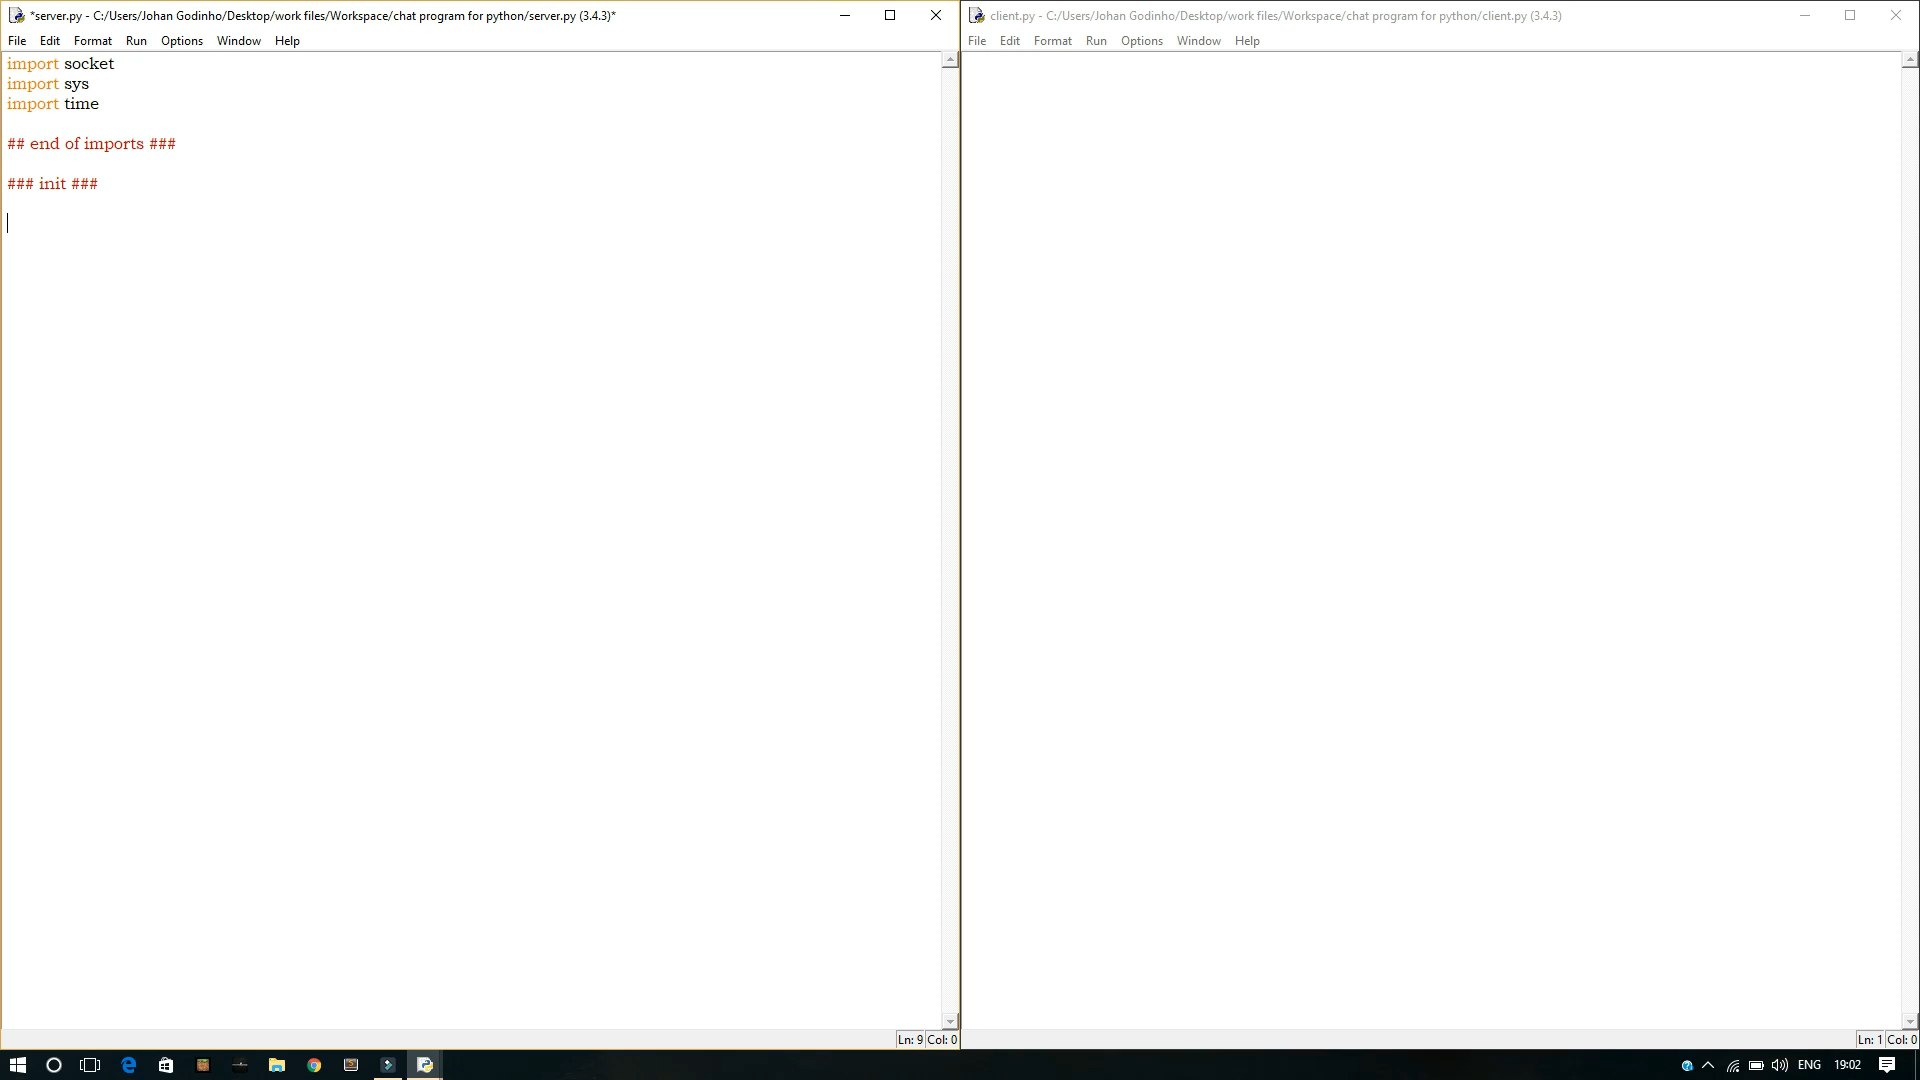 *server.py - C:/Users/Johan Godinho/Desktop/work files/Workspace/chat program for python/server.py (3.4.3)*
File Edit Format Run Options Window Help
import socket
import sys
import time
## end of imports ###
### init ###
Ln: 9 Col: 0
client.py - C:/Users/Johan Godinho/Desktop/work files/Workspace/chat program for python/client.py (3.4.3)
File Edit Format Run Options Window Help
Ln: 1 Col: 0
ENG 19:02